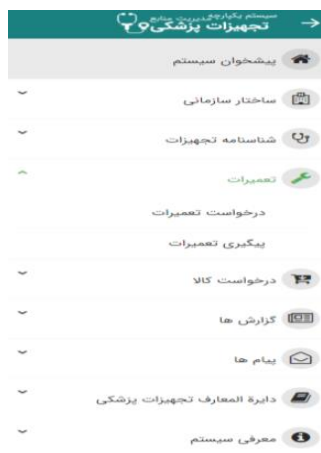 سیستم یکپارچه مدیریت منابع
تجهیزات پزشکی
پیشخوان سیستم
ساختار سازمانی
شناسنامه تجهیزات
تعمیرات
درخواست تعمیرات
پیگیری تعمیرات
درخواست کالا
گزارش ها
پیام ها
دایرة المعارف تجهیزات پزشکی
معرفی سیستم